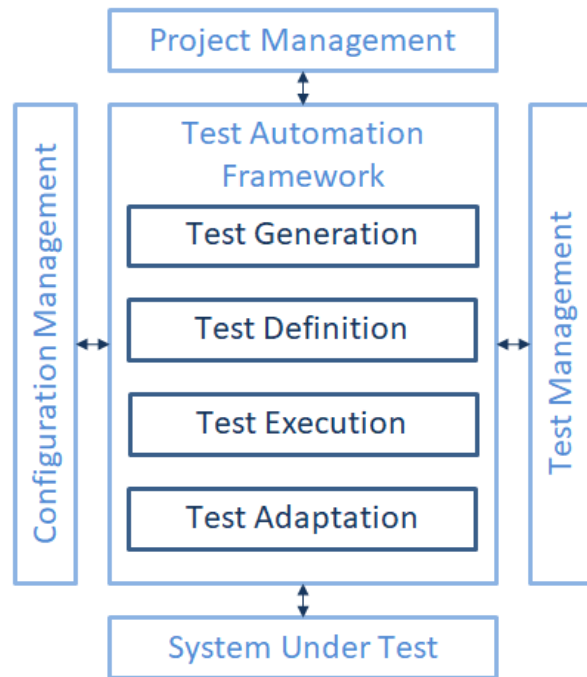 Project Management
Configuration Management
Test Automation
Framework
Test Generation
Test Definition
Test Execution
Test Adaptation
Test Management
System Under Test